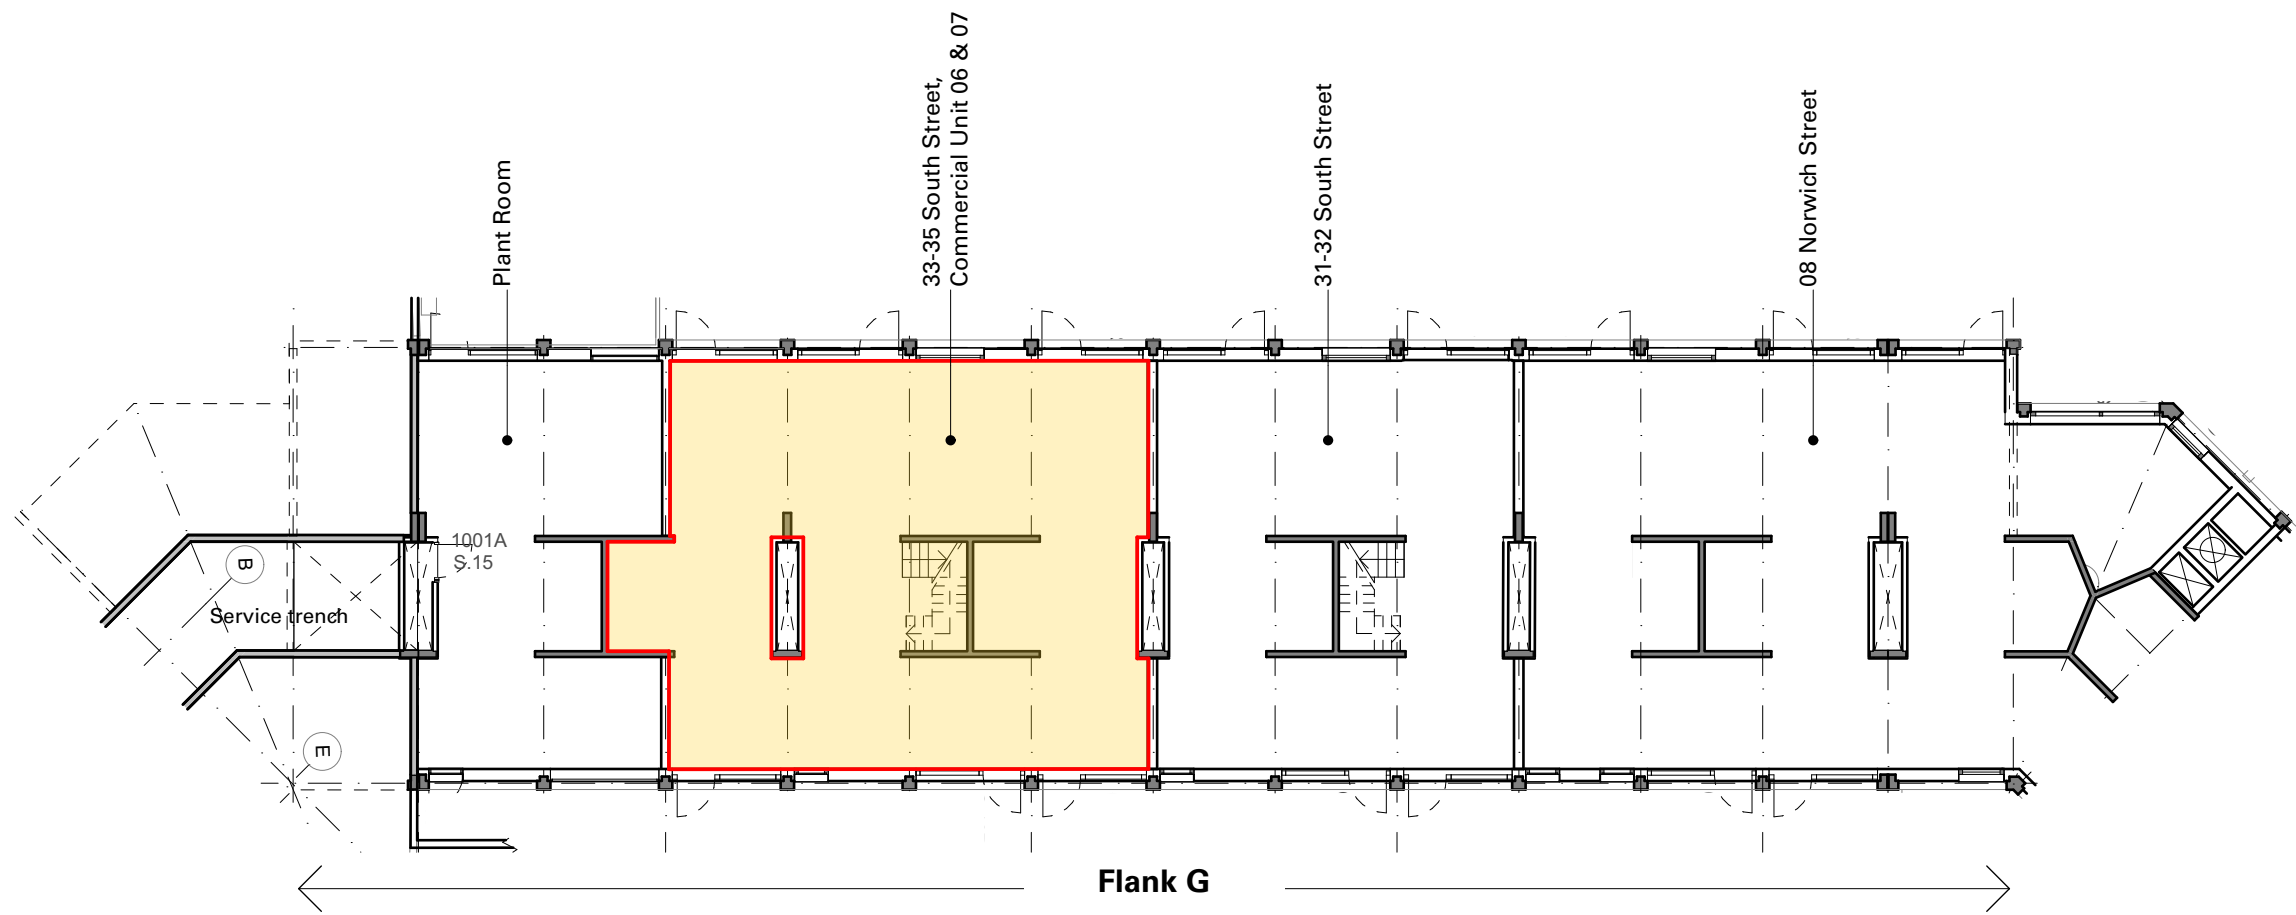 Plant Room
33-35 South Street,
Commercial Unit 06 & 07
31-32 South Street
08 Norwich Street
1001A
S.15
B
Service trench
E
Flank G